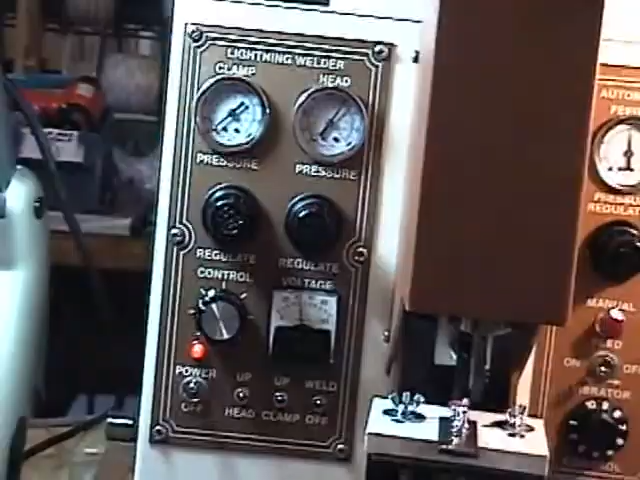 LIGHTNING WELDER
CLAMP HEAD
PRESSURE PRESSURE
REGULATE REGULATE
CONTROL VOLTAGE
POWER UP UP WELD
OFF HEAD CLAMP OFF
PRESSURE
REGULAT
MANUAL
ON OFF